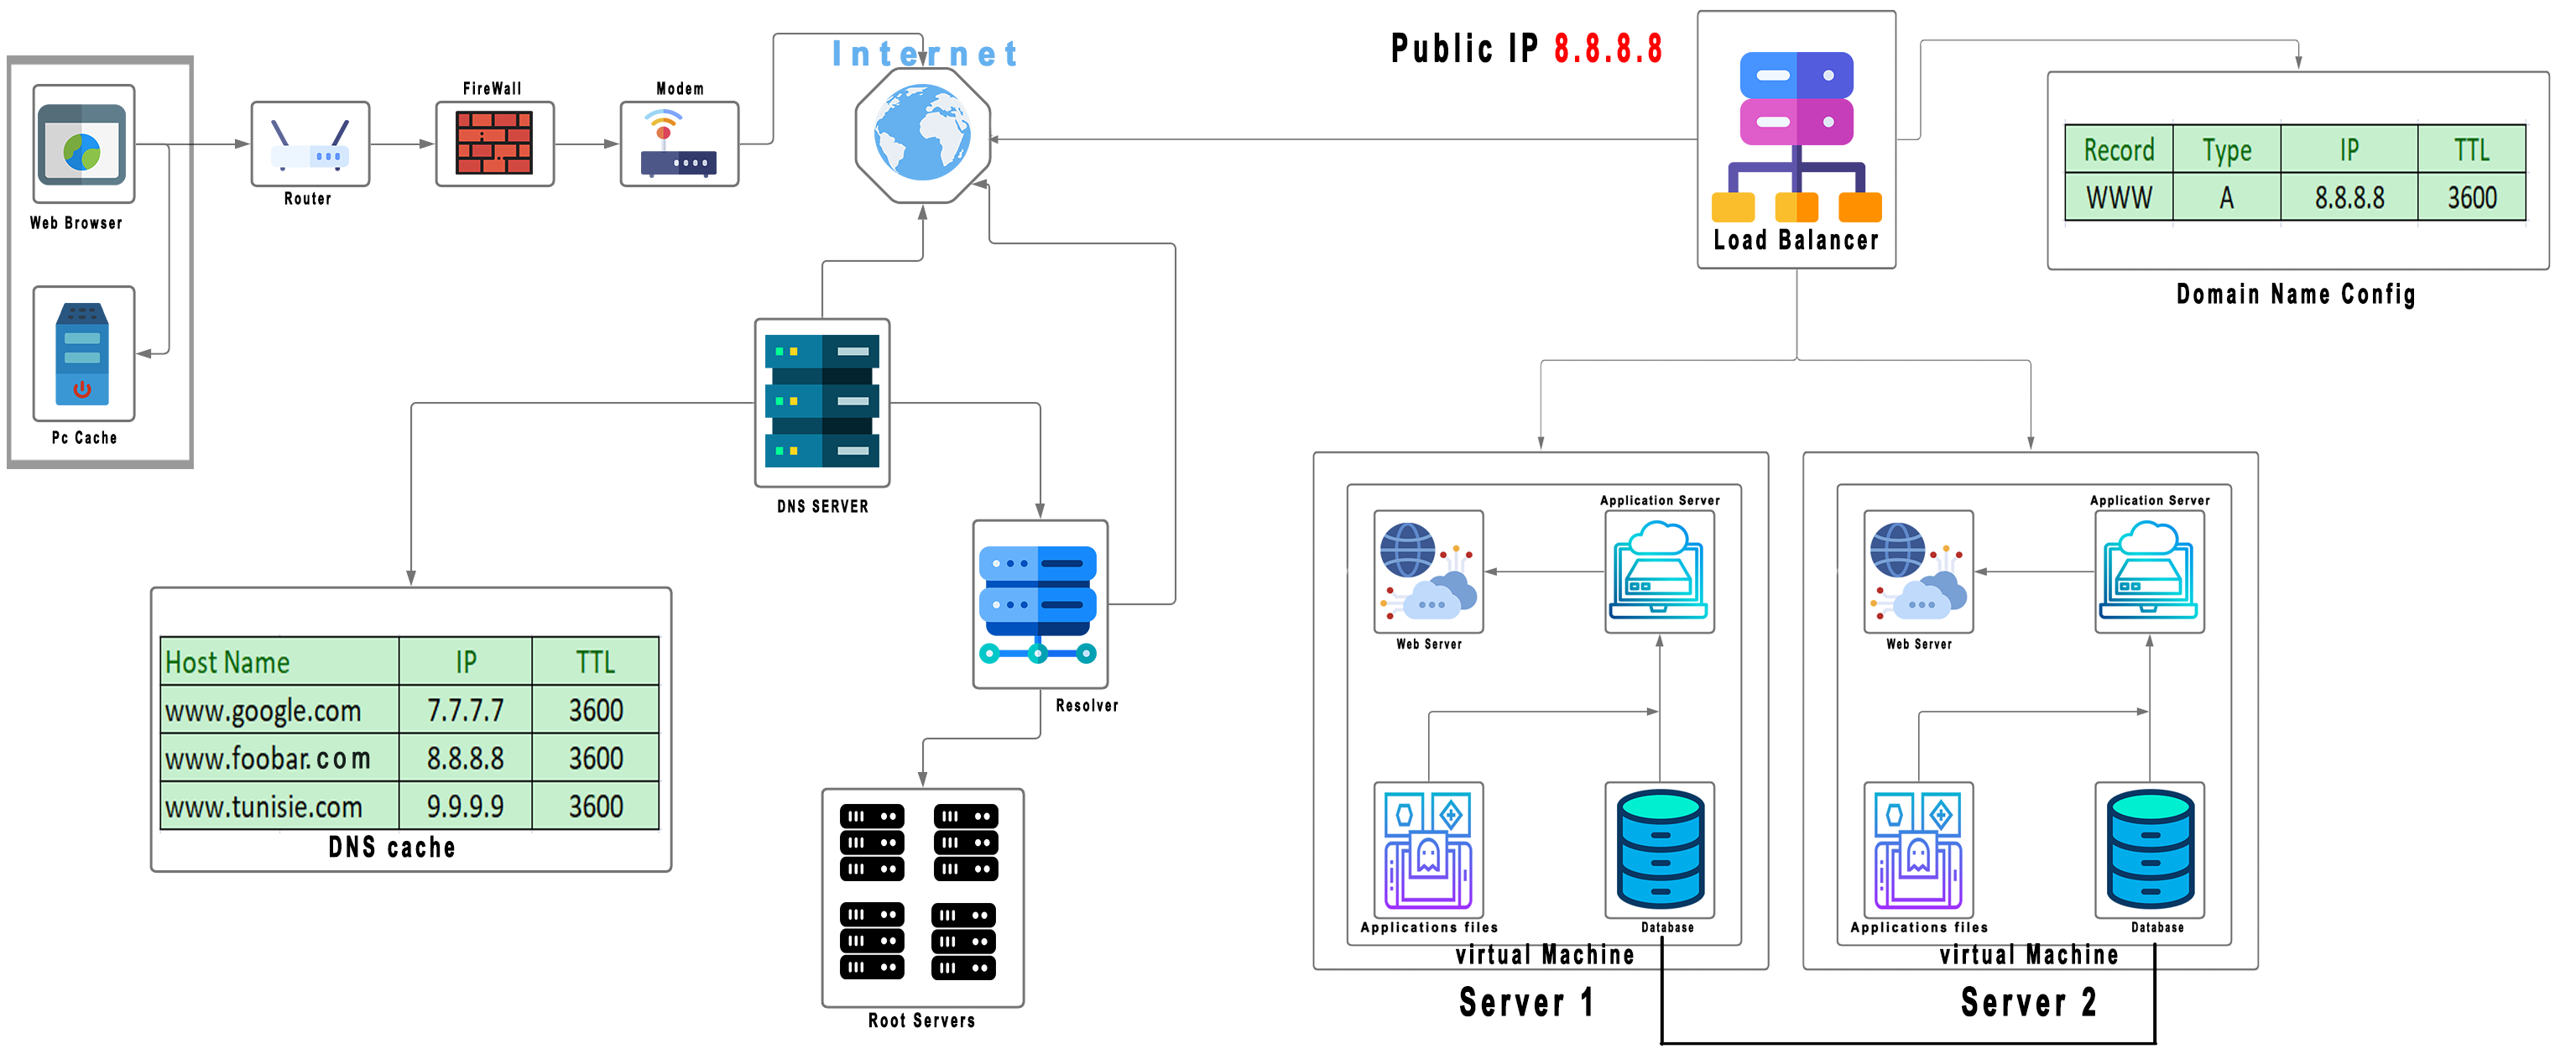 Internet
Public IP 8.8.8.8
FireWall
Modem
Router
Web Browser
Pc Cache
Load Balancer
Record Type IP TTL
WWW A 8.8.8.8 3600
Domain Name Config
DNS SERVER
Resolver
Root Servers
Host Name IP TTL
www.google.com 7.7.7.7 3600
www.foobar.com 8.8.8.8 3600
www.tunisie.com 9.9.9.9 3600
DNS cache
Application Server
Web Server
Applications files
Database
virtual Machine
Server 1
Application Server
Web Server
Applications files
Database
virtual Machine
Server 2